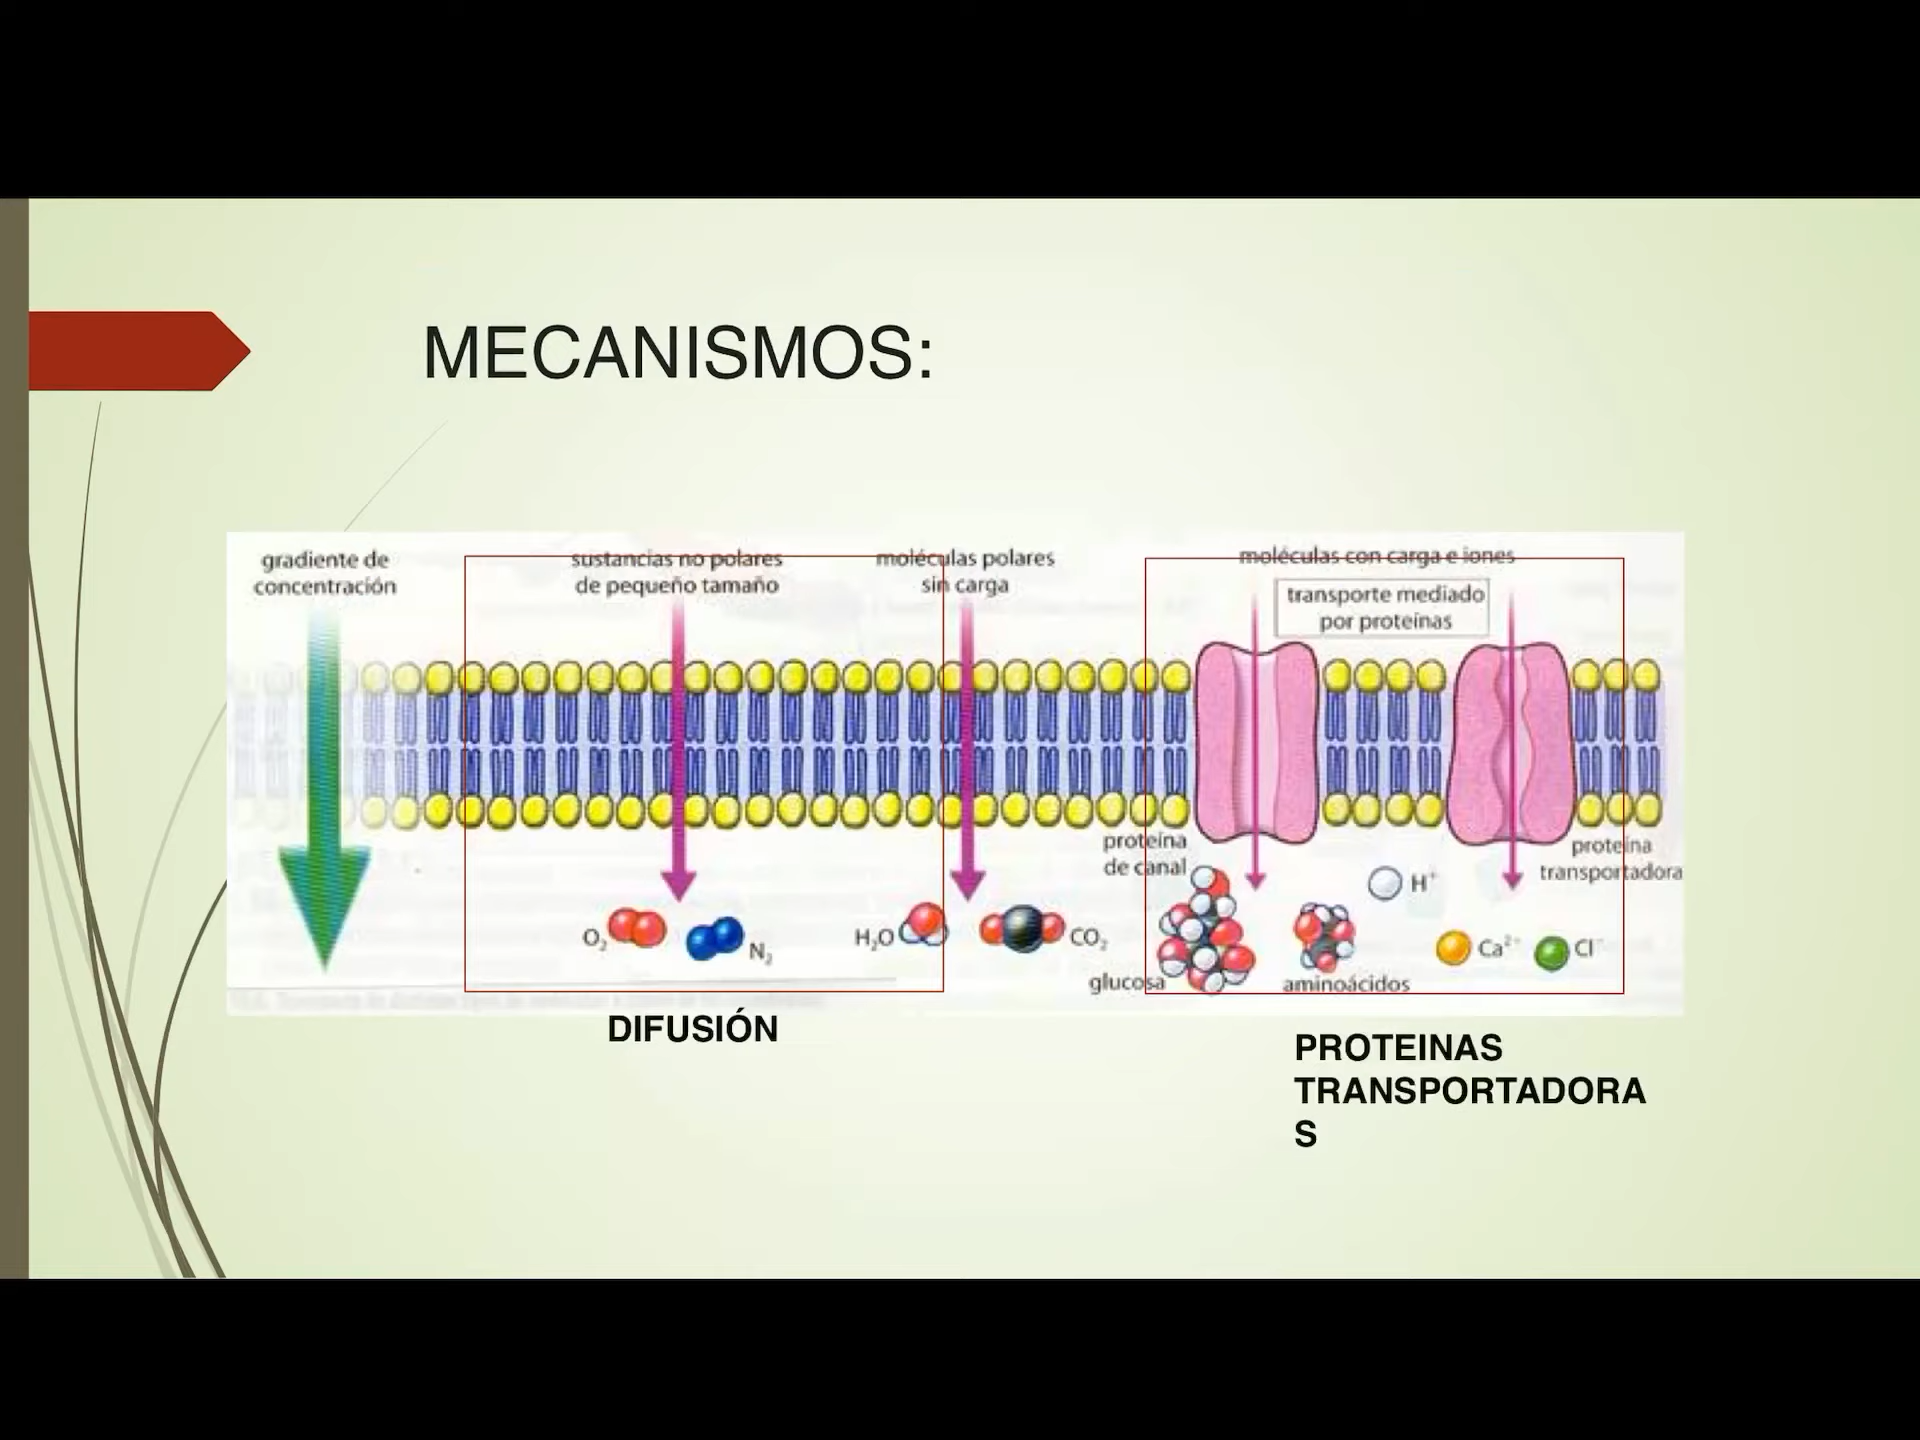 MECANISMOS:
gradiente de
concentración
sustancias no polares
de pequeño tamaño
moléculas polares
sin carga
moléculas con carga e iones
transporte mediado
por proteínas
proteína
de canal
proteína
transportadora
O₂
N₂
H₂O
CO₂
glucosa
aminoácidos
H⁺
Ca²⁺
Cl⁻
DIFUSIÓN
PROTEINAS
TRANSPORTADORA
S